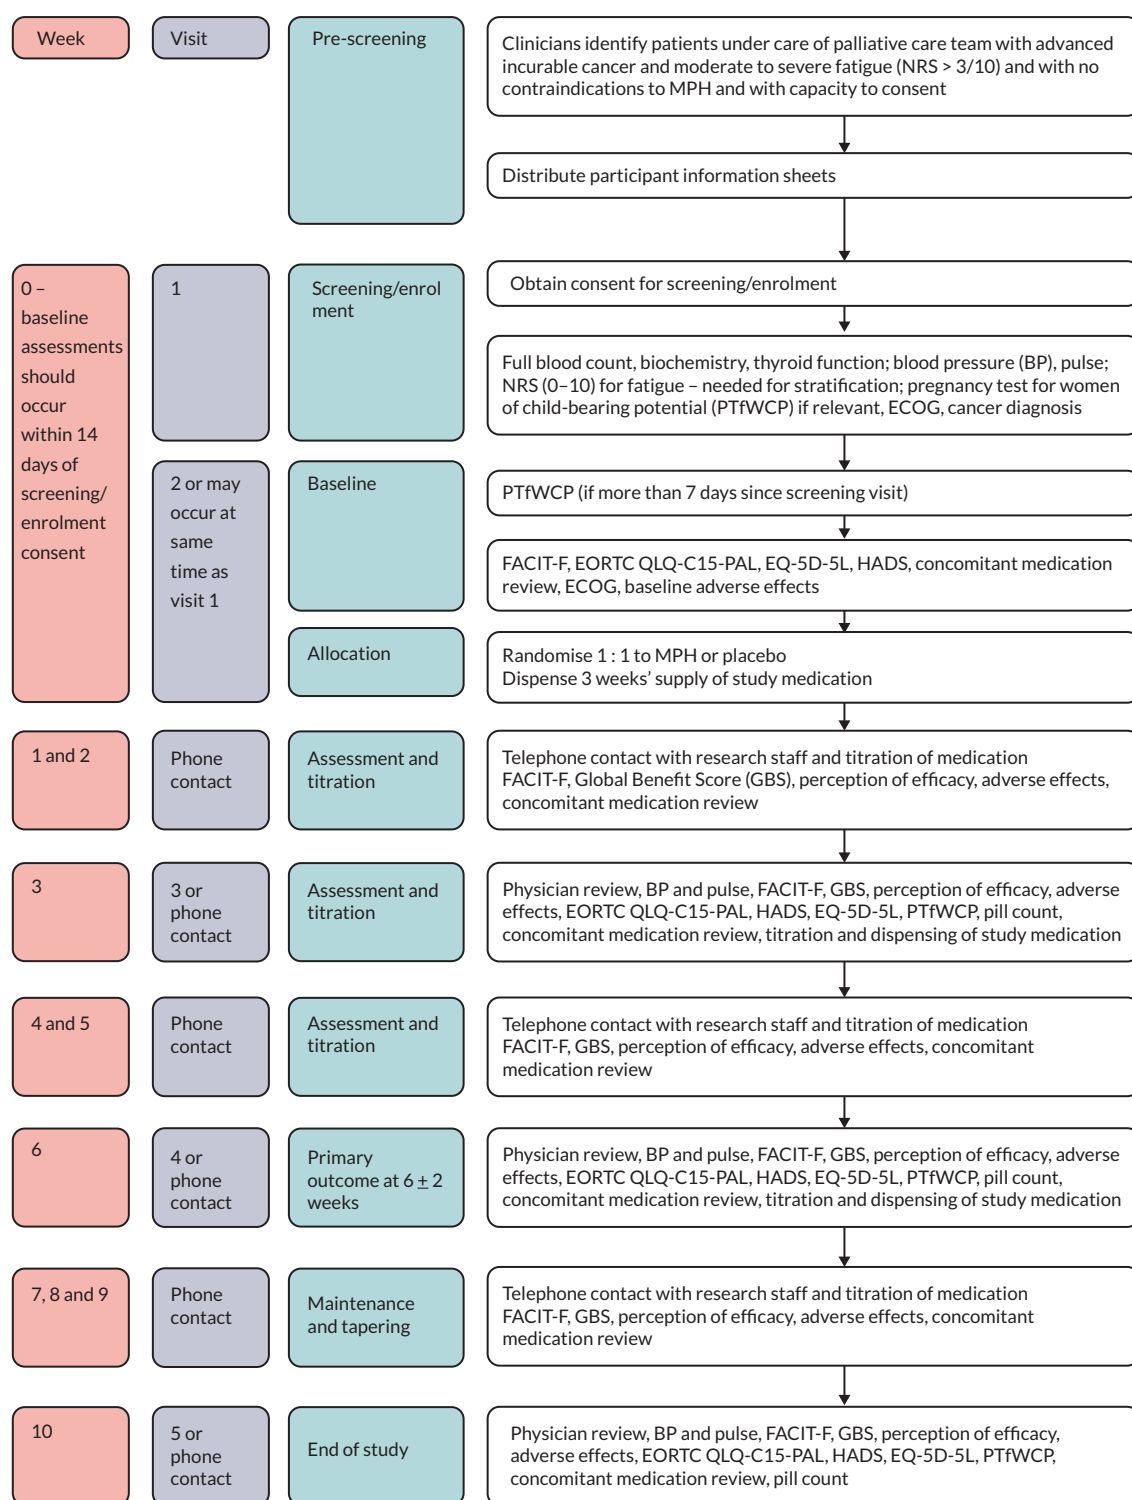 Week
Visit
Pre-screening
Clinicians identify patients under care of palliative care team with advanced
incurable cancer and moderate to severe fatigue (NRS > 3/10) and with no
contraindications to MPH and with capacity to consent
Distribute participant information sheets
0 –
baseline
assessments
should
occur
within 14
days of
screening/
enrolment
consent
1
Screening/enrol
ment
Obtain consent for screening/enrolment
Full blood count, biochemistry, thyroid function; blood pressure (BP), pulse;
NRS (0–10) for fatigue – needed for stratification; pregnancy test for women
of child-bearing potential (PTfWCP) if relevant, ECOG, cancer diagnosis
2 or may
occur at
same
time as
visit 1
Baseline
PTfWCP (if more than 7 days since screening visit)
FACIT-F, EORTC QLQ-C15-PAL, EQ-5D-5L, HADS, concomitant medication
review, ECOG, baseline adverse effects
Allocation
Randomise 1 : 1 to MPH or placebo
Dispense 3 weeks' supply of study medication
1 and 2
Phone
contact
Assessment and
titration
Telephone contact with research staff and titration of medication
FACIT-F, Global Benefit Score (GBS), perception of efficacy, adverse effects,
concomitant medication review
3
3 or
phone
contact
Assessment and
titration
Physician review, BP and pulse, FACIT-F, GBS, perception of efficacy, adverse
effects, EORTC QLQ-C15-PAL, HADS, EQ-5D-5L, PTfWCP, pill count,
concomitant medication review, titration and dispensing of study medication
4 and 5
Phone
contact
Assessment and
titration
Telephone contact with research staff and titration of medication
FACIT-F, GBS, perception of efficacy, adverse effects, concomitant
medication review
6
4 or
phone
contact
Primary
outcome at 6 ± 2
weeks
Physician review, BP and pulse, FACIT-F, GBS, perception of efficacy, adverse
effects, EORTC QLQ-C15-PAL, HADS, EQ-5D-5L, PTfWCP, pill count,
concomitant medication review, titration and dispensing of study medication
7, 8 and 9
Phone
contact
Maintenance
and tapering
Telephone contact with research staff and titration of medication
FACIT-F, GBS, perception of efficacy, adverse effects, concomitant
medication review
10
5 or
phone
contact
End of study
Physician review, BP and pulse, FACIT-F, GBS, perception of efficacy,
adverse effects, EORTC QLQ-C15-PAL, HADS, EQ-5D-5L, PTfWCP,
concomitant medication review, pill count